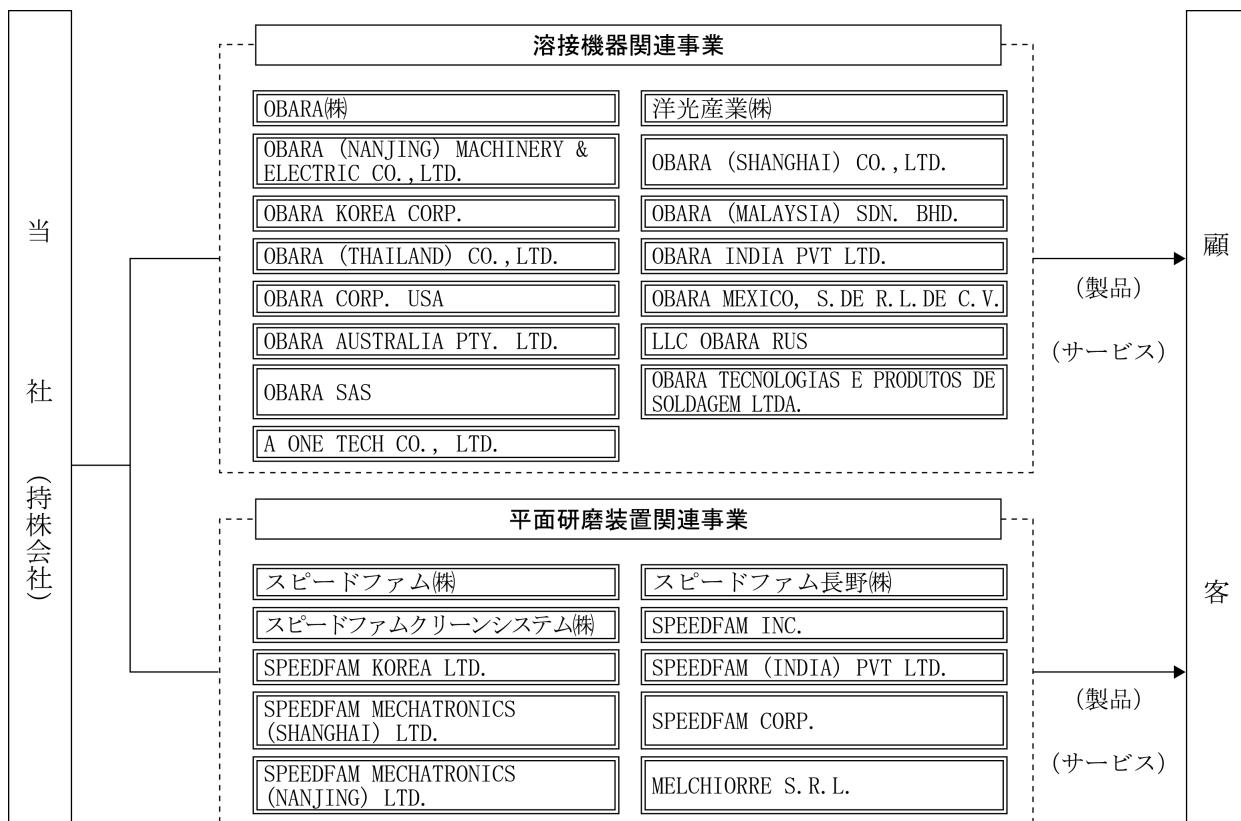 当社
(持株会社)
溶接機器関連事業
OBARA㈱
洋光産業㈱
OBARA (NANJING) MACHINERY &
ELECTRIC CO.,LTD.
OBARA (SHANGHAI) CO.,LTD.
OBARA KOREA CORP.
OBARA (MALAYSIA) SDN. BHD.
OBARA (THAILAND) CO.,LTD.
OBARA INDIA PVT LTD.
OBARA CORP. USA
OBARA MEXICO, S.DE R.L.DE C.V.
OBARA AUSTRALIA PTY. LTD.
LLC OBARA RUS
OBARA SAS
OBARA TECNOLOGIAS E PRODUTOS DE
SOLDAGEM LTDA.
A ONE TECH CO., LTD.
(製品)
(サービス)
平面研磨装置関連事業
スピードファム㈱
スピードファム長野㈱
スピードファムクリーンシステム㈱
SPEEDFAM INC.
SPEEDFAM KOREA LTD.
SPEEDFAM (INDIA) PVT LTD.
SPEEDFAM MECHATRONICS
(SHANGHAI) LTD.
SPEEDFAM CORP.
SPEEDFAM MECHATRONICS
(NANJING) LTD.
MELCHIORRE S.R.L.
(製品)
(サービス)
顧客